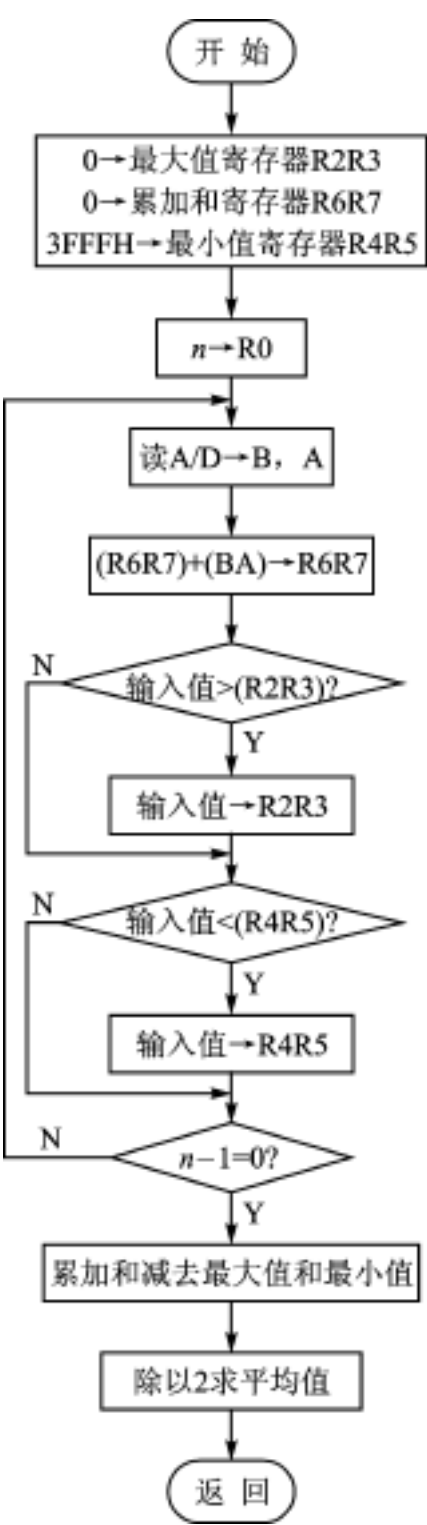 开 始
0→最大值寄存器R2R3
0→累加和寄存器R6R7
3FFFH→最小值寄存器R4R5
n→R0
读A/D→B，A
(R6R7)+(BA)→R6R7
N
输入值>(R2R3)?
Y
输入值→R2R3
N
输入值<(R4R5)?
Y
输入值→R4R5
N
n−1=0?
Y
累加和减去最大值和最小值
除以2求平均值
返 回